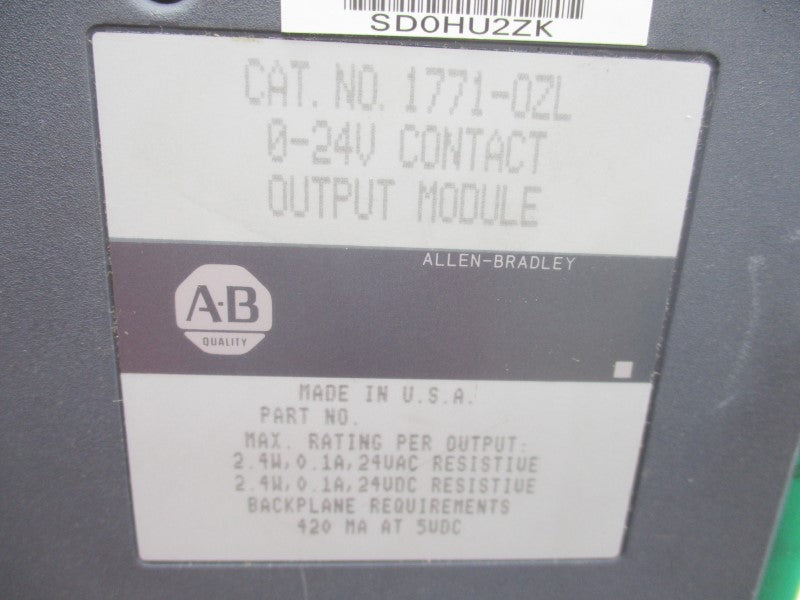 SD0HU2ZK
CAT. NO. 1771-OZL
0-24V CONTACT
OUTPUT MODULE
ALLEN-BRADLEY
A-B
QUALITY
MADE IN U.S.A.
PART NO.
MAX. RATING PER OUTPUT:
2.4W, 0.1A, 24VAC RESISTIVE
2.4W, 0.1A, 24VDC RESISTIVE
BACKPLANE REQUIREMENTS
420 MA AT 5VDC